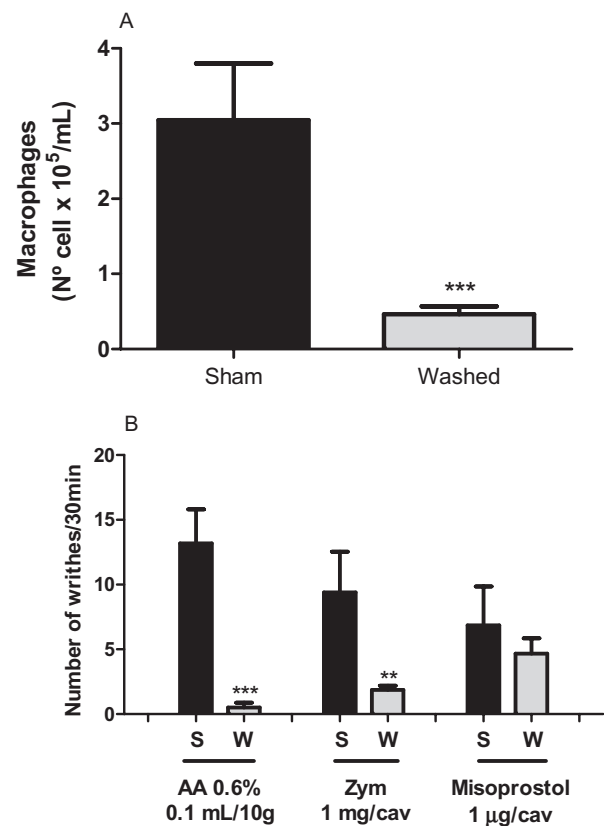 A
Macrophages
(Nº cell x 10⁵/mL)
4
3
2
1
0
***
Sham
Washed
B
Number of writhes/30min
20
15
10
5
0
***
**
S W S W S W
AA 0.6% Zym Misoprostol
0.1 mL/10g 1 mg/cav 1 μg/cav